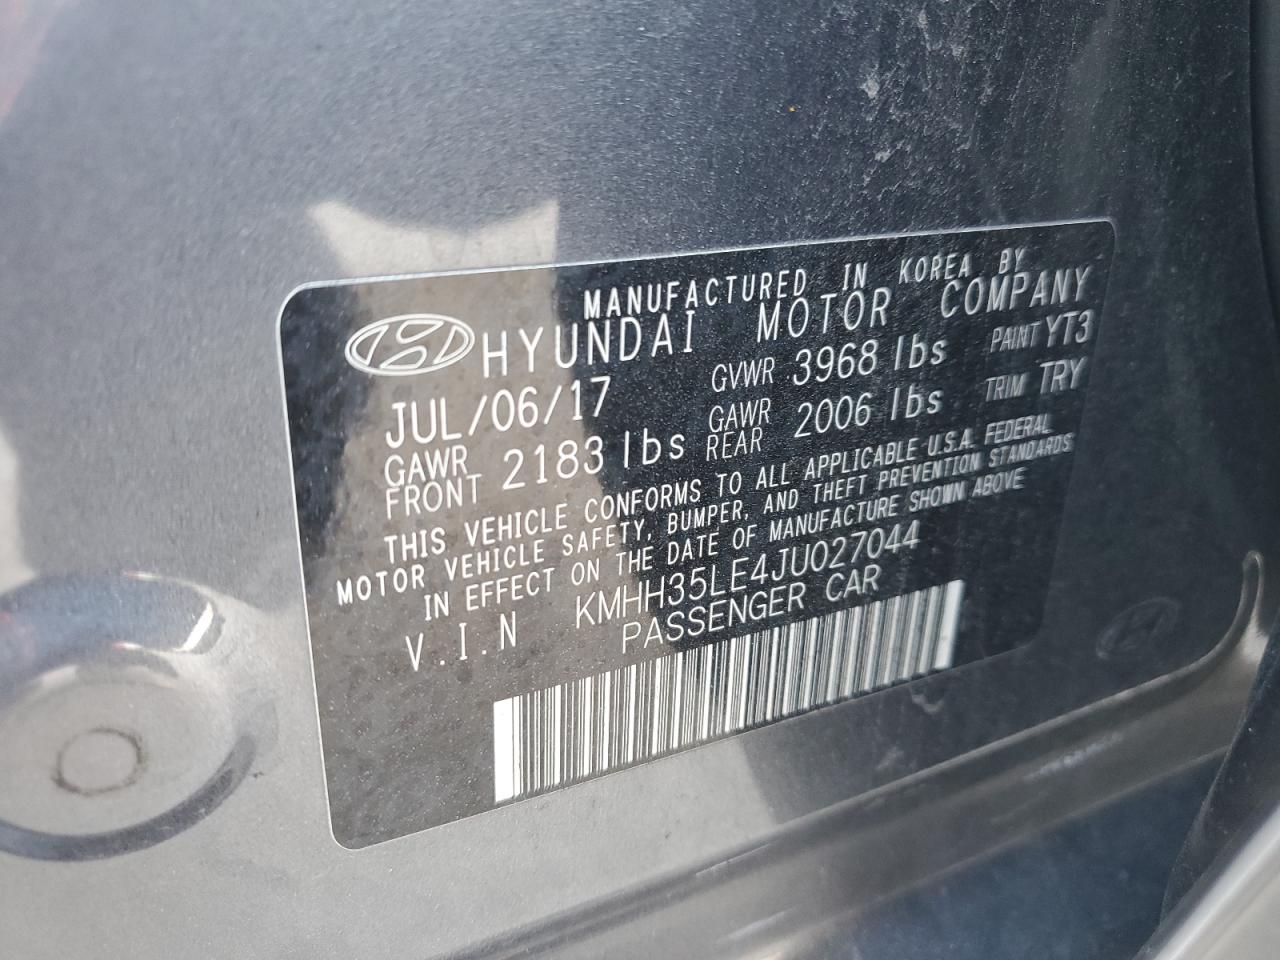 MANUFACTURED IN KOREA BY
HYUNDAI MOTOR COMPANY
JUL/06/17 GVWR 3968 lbs PAINT YT3
GAWR FRONT 2183 lbs GAWR REAR 2006 lbs TRIM TRY
THIS VEHICLE CONFORMS TO ALL APPLICABLE U.S.A. FEDERAL
MOTOR VEHICLE SAFETY, BUMPER, AND THEFT PREVENTION STANDARDS
IN EFFECT ON THE DATE OF MANUFACTURE SHOWN ABOVE
V.I.N KMHH35LE4JU027044
PASSENGER CAR